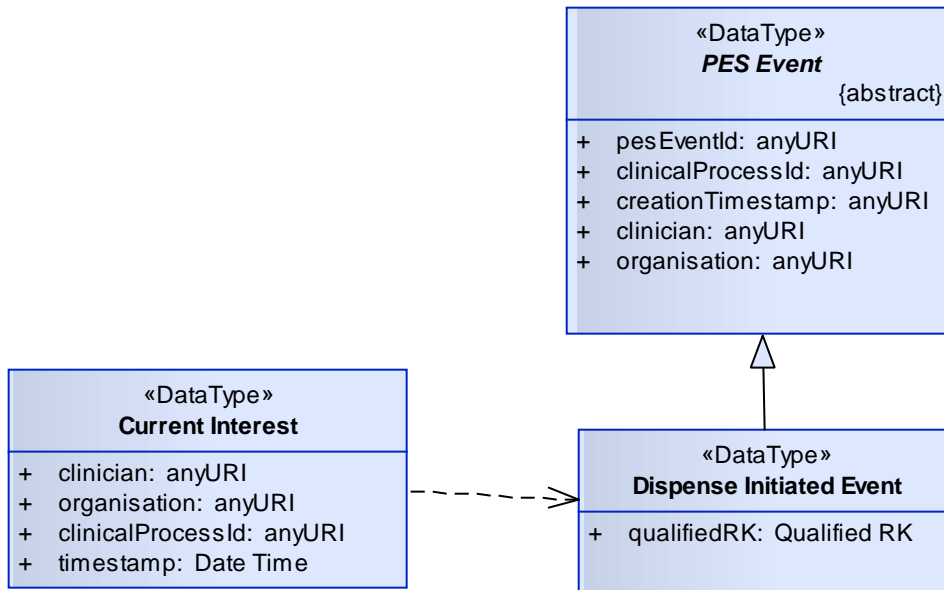 «DataType»
PES Event
{abstract}
+ pesEventId: anyURI
+ clinicalProcessId: anyURI
+ creationTimestamp: anyURI
+ clinician: anyURI
+ organisation: anyURI
«DataType»
Current Interest
+ clinician: anyURI
+ organisation: anyURI
+ clinicalProcessId: anyURI
+ timestamp: Date Time
«DataType»
Dispense Initiated Event
+ qualifiedRK: Qualified RK